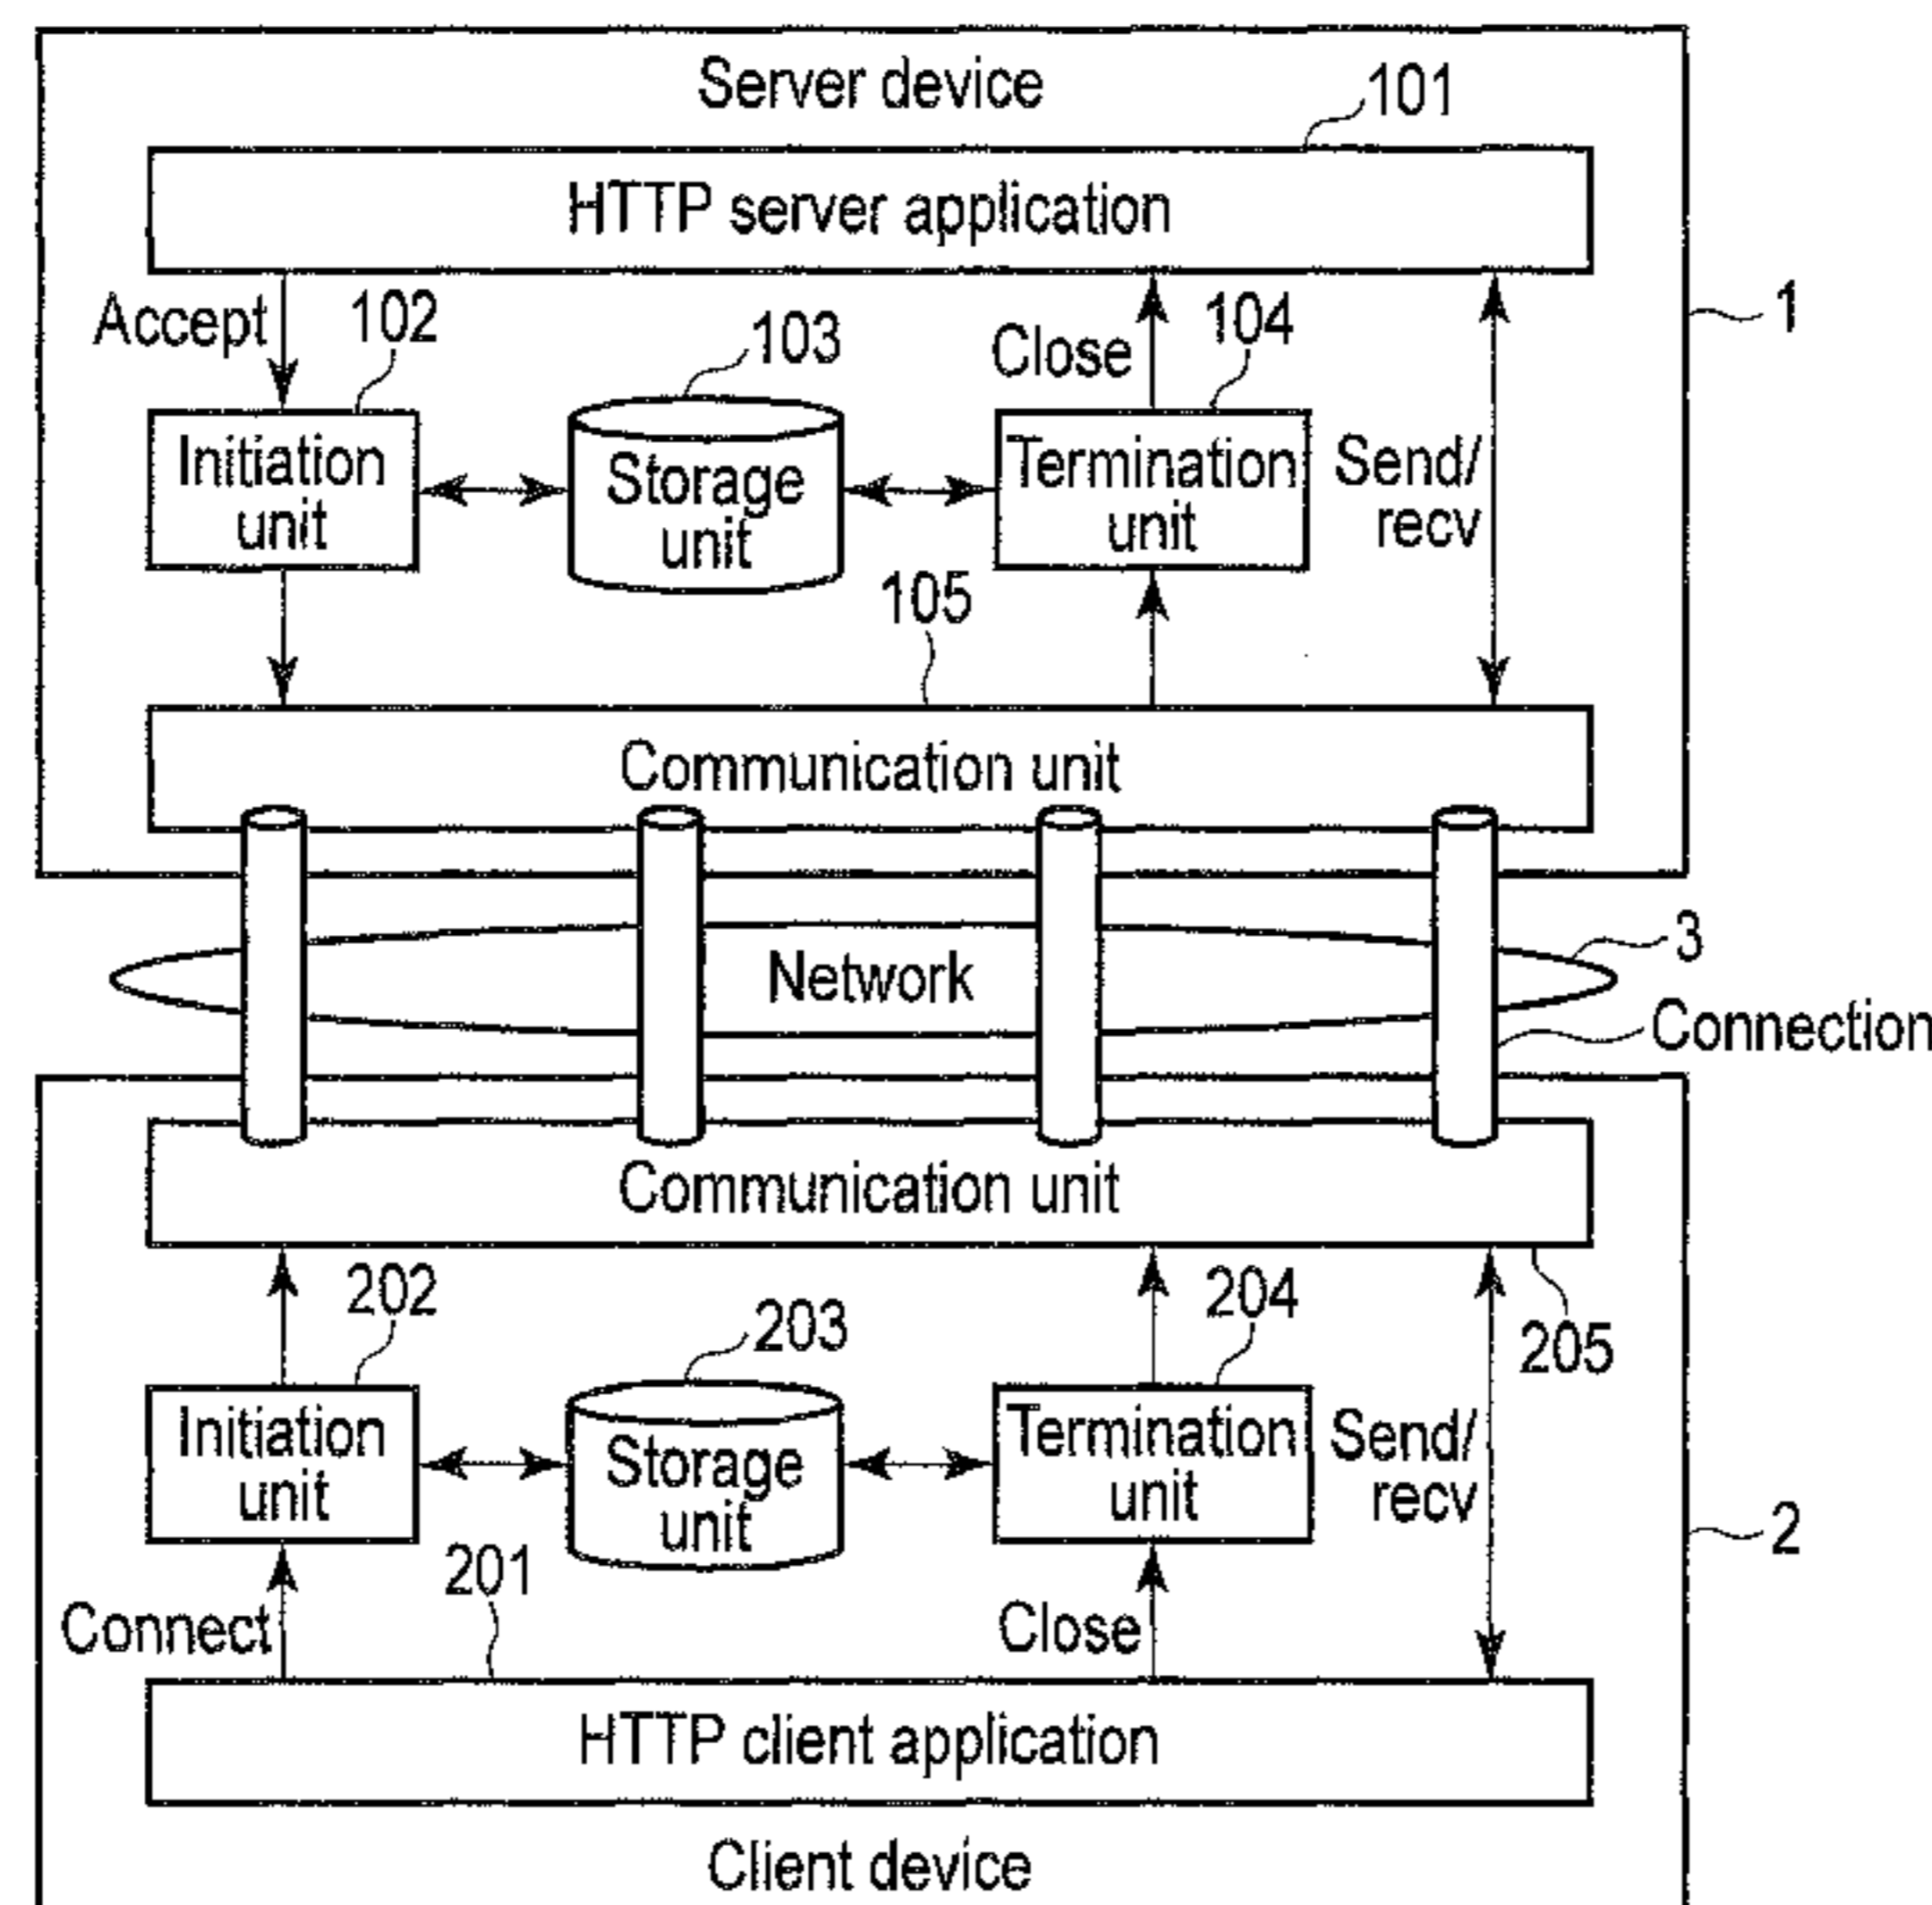 Server device
101
HTTP server application
Accept
102
103
Close
104
1
Initiation
unit
Storage
unit
Termination
unit
Send/
recv
105
Communication unit
3
Network
Connection
Communication unit
202
203
204
205
Initiation
unit
Storage
unit
Termination
unit
Send/
recv
2
201
Connect
Close
HTTP client application
Client device